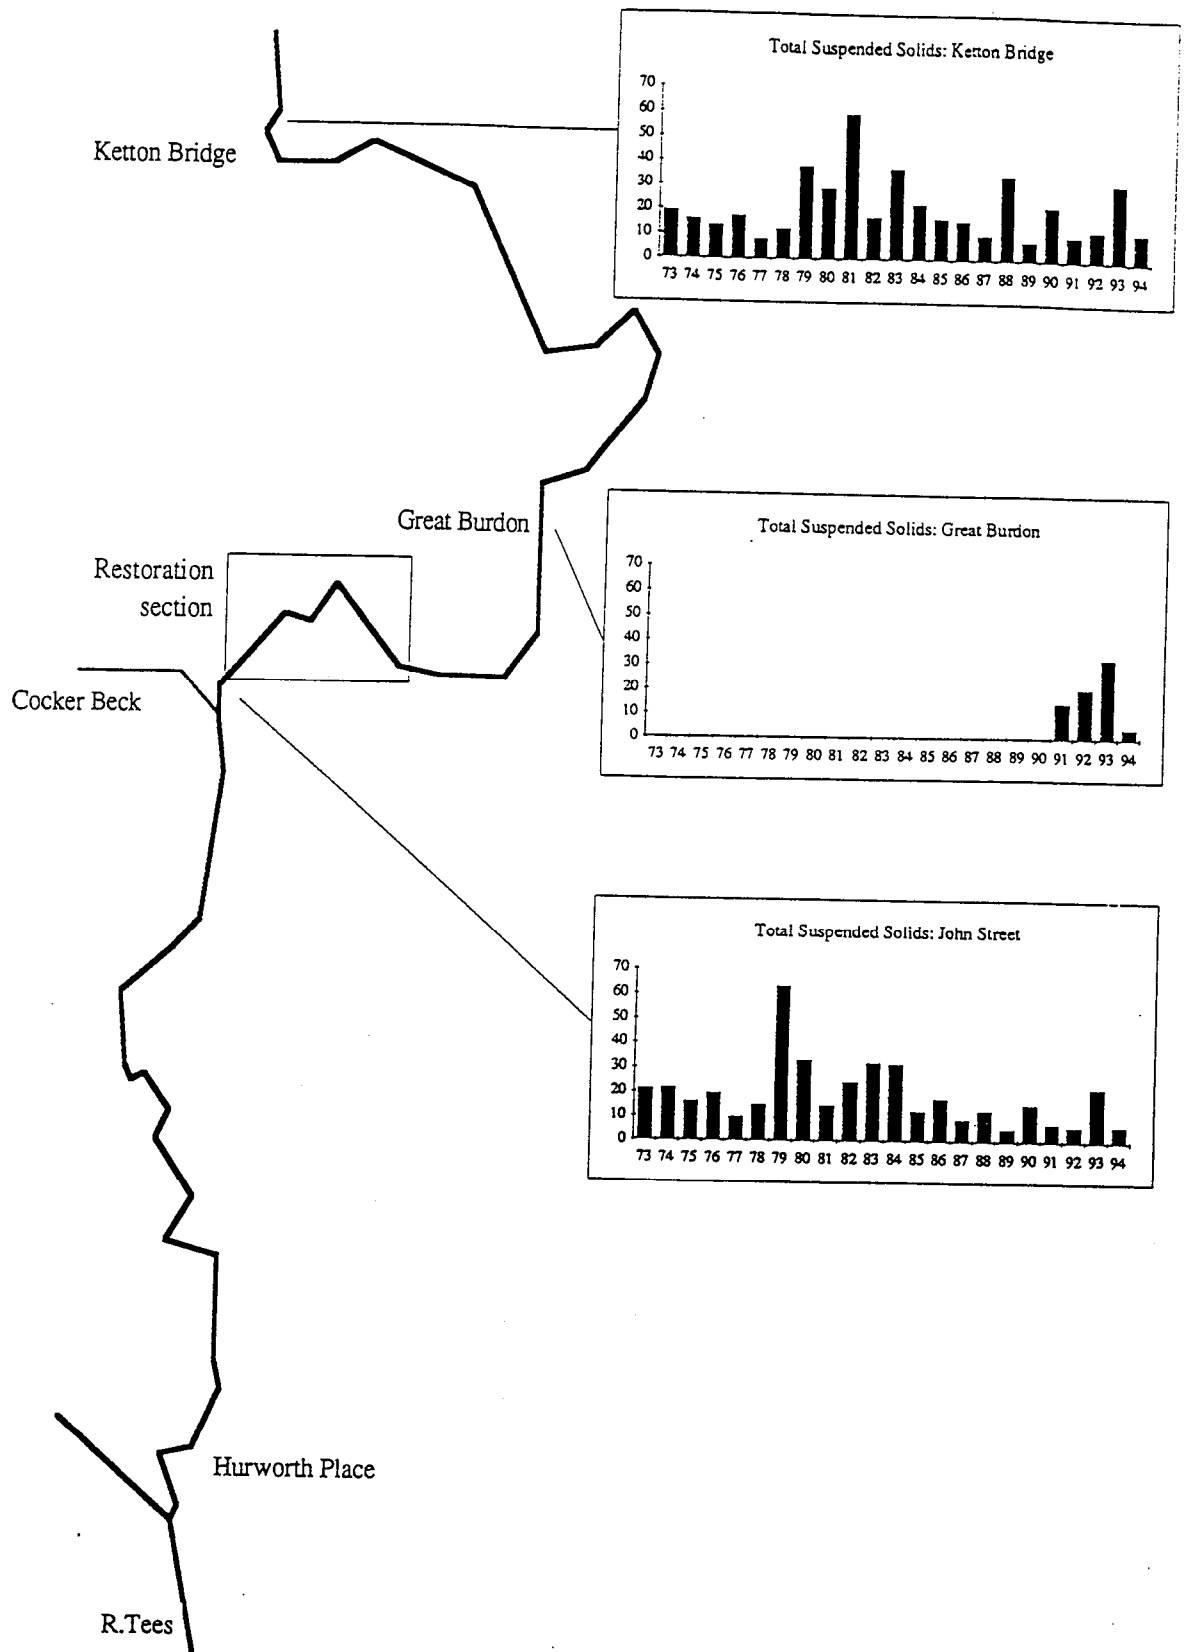 Total Suspended Solids: Ketton Bridge
70
60
50
40
30
20
10
0
73 74 75 76 77 78 79 80 81 82 83 84 85 86 87 88 89 90 91 92 93 94
Ketton Bridge
Great Burdon
Total Suspended Solids: Great Burdon
70
60
50
40
30
20
10
0
73 74 75 76 77 78 79 80 81 82 83 84 85 86 87 88 89 90 91 92 93 94
Restoration
section
Cocker Beck
Total Suspended Solids: John Street
70
60
50
40
30
20
10
0
73 74 75 76 77 78 79 80 81 82 83 84 85 86 87 88 89 90 91 92 93 94
Hurworth Place
R.Tees